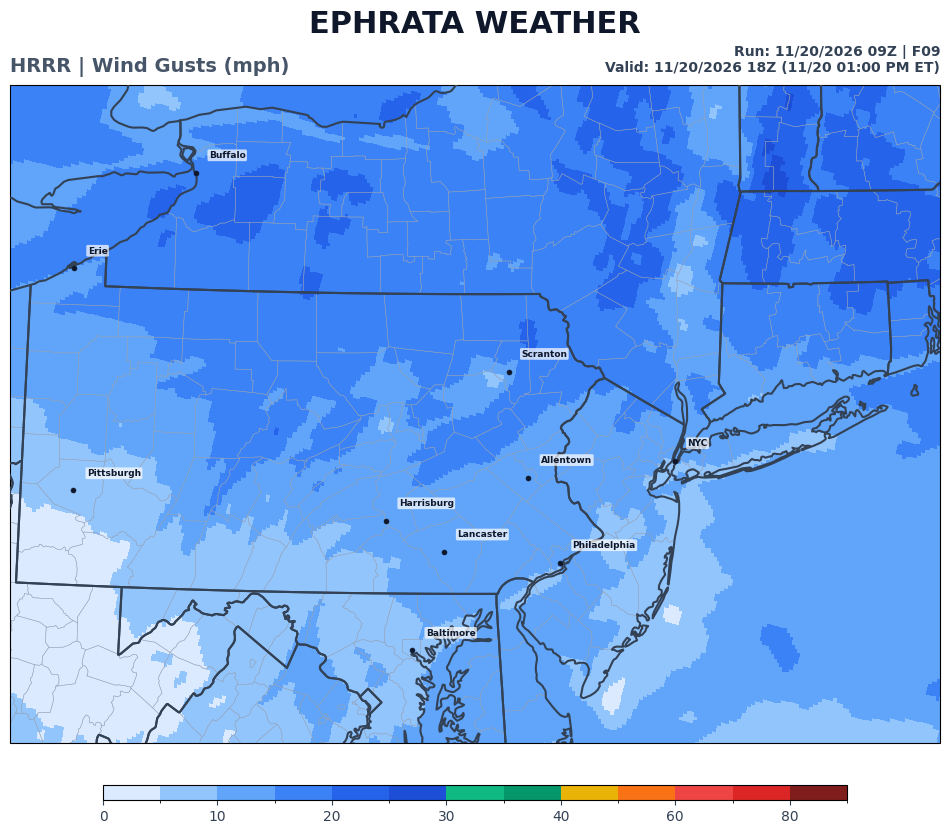 EPHRATA WEATHER
HRRR | Wind Gusts (mph)
Run: 11/20/2026 09Z | F09
Valid: 11/20/2026 18Z (11/20 01:00 PM ET)
Buffalo
Erie
Scranton
NYC
Allentown
Pittsburgh
Harrisburg
Lancaster
Philadelphia
Baltimore
0 10 20 30 40 60 80